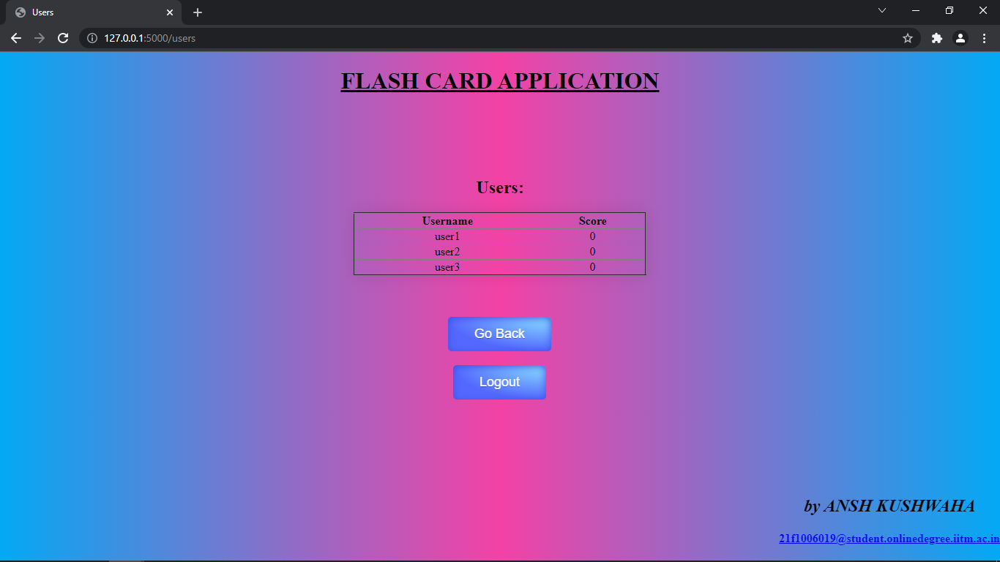 Users
127.0.0.1:5000/users
FLASH CARD APPLICATION
Users:
Username Score
user1 0
user2 0
user3 0
Go Back
Logout
by ANSH KUSHWAHA
21f1006019@student.onlinedegree.iitm.ac.in